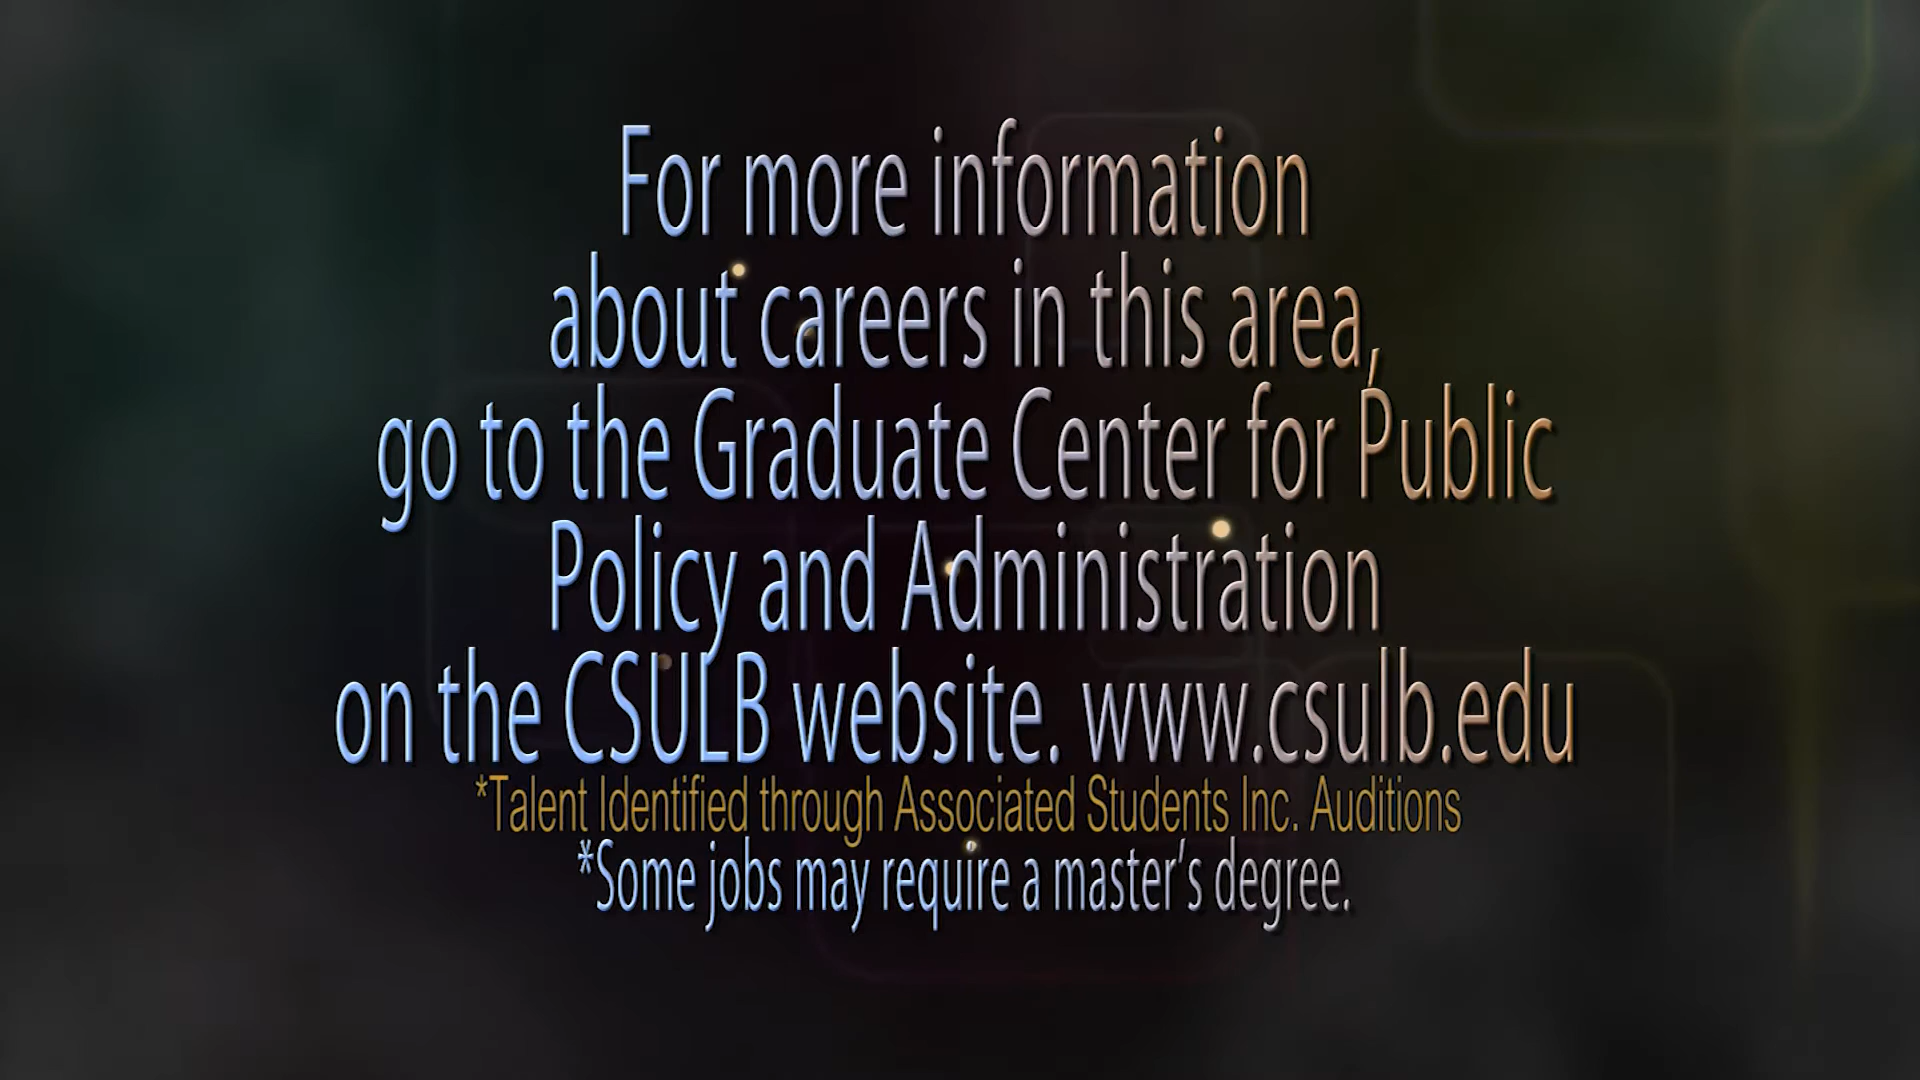 For more information
about careers in this area,
go to the Graduate Center for Public
Policy and Administration
on the CSULB website. www.csulb.edu
*Talent Identified through Associated Students Inc. Auditions
*Some jobs may require a master's degree.